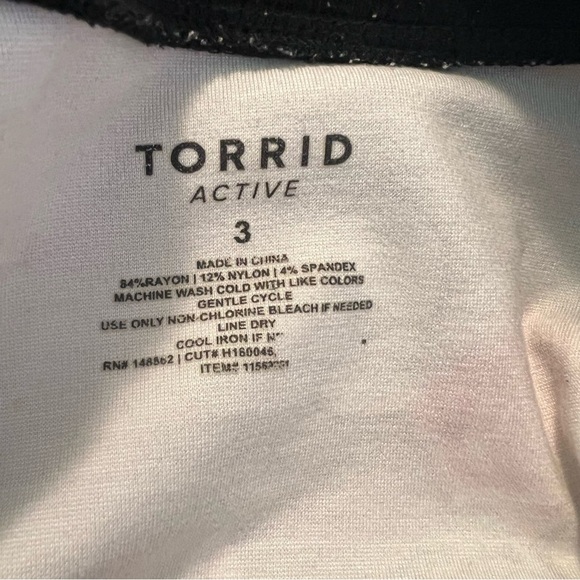 TORRID
ACTIVE
3
MADE IN CHINA
84%RAYON | 12% NYLON | 4% SPANDEX
MACHINE WASH COLD WITH LIKE COLORS
GENTLE CYCLE
USE ONLY NON-CHLORINE BLEACH IF NEEDED
LINE DRY
COOL IRON IF
RN# 148862 | CUT# H160046,
ITEM#